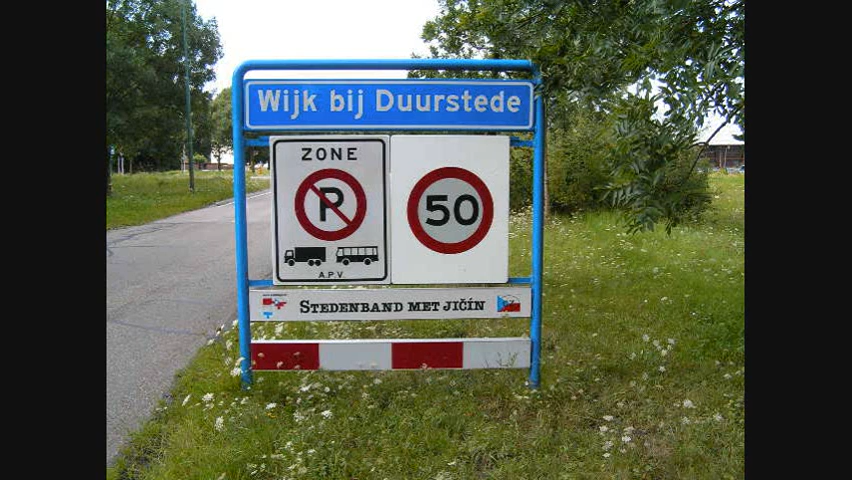 Wijk bij Duurstede
ZONE
P
50
A.P.V.
STEDENBAND MET JIČÍN